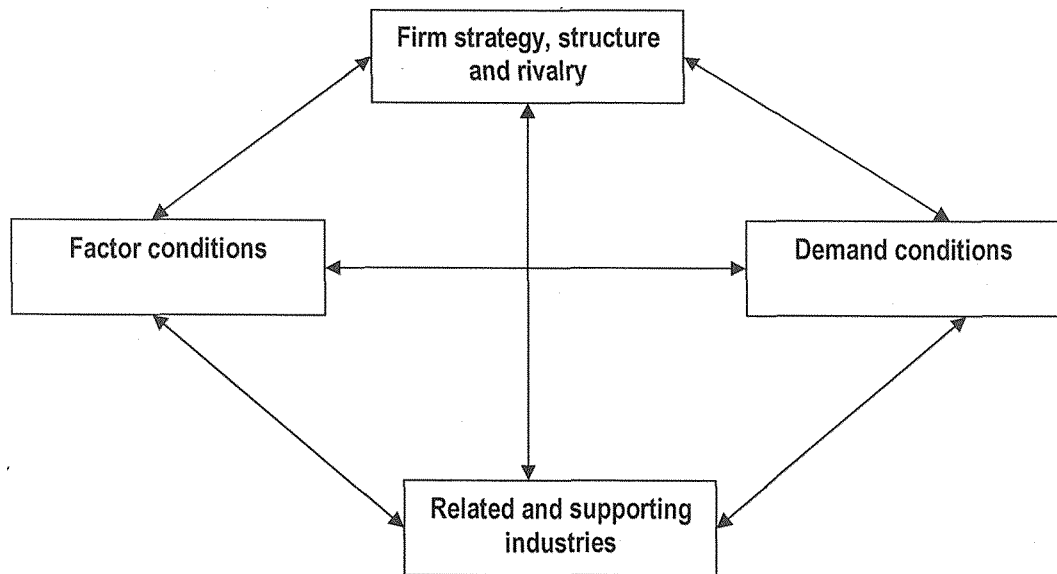 Firm strategy, structure
and rivalry
Factor conditions
Demand conditions
Related and supporting
industries